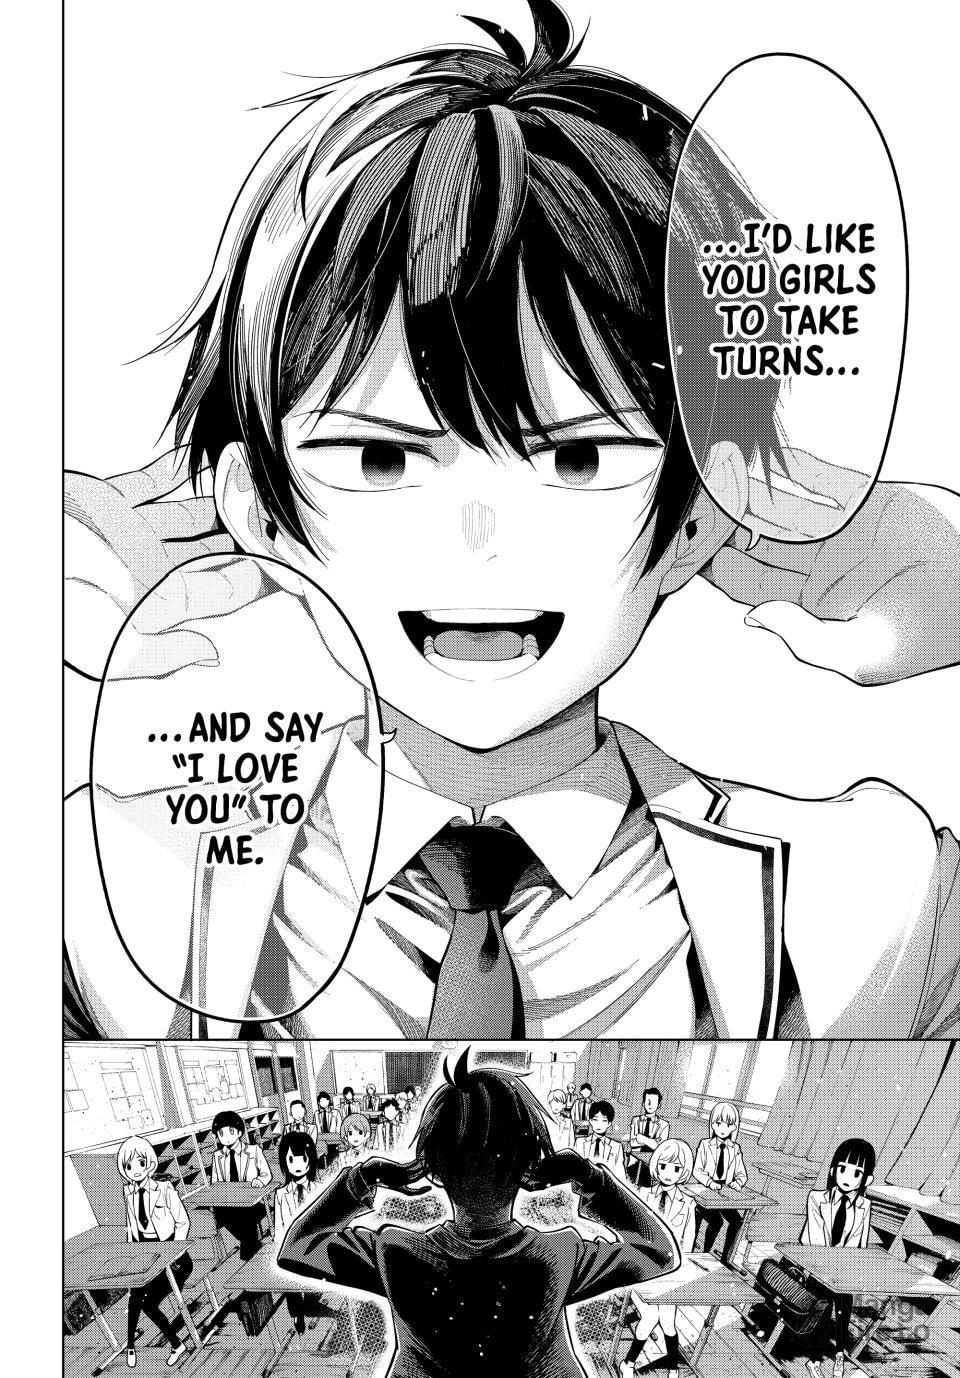 ...I'D LIKE
YOU GIRLS
TO TAKE
TURNS...
...AND SAY
"I LOVE
YOU" TO
ME.